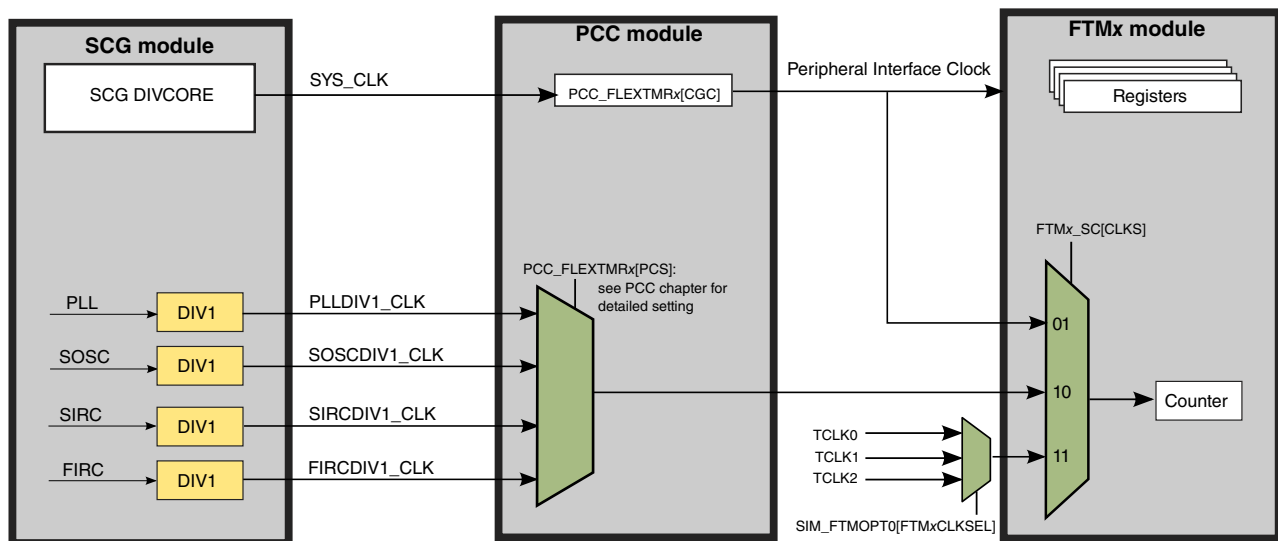 SCG module
SCG DIVCORE
SYS_CLK
PCC module
PCC_FLEXTMRx[CGC]
Peripheral Interface Clock
FTMx module
Registers
PLL
DIV1
PLLDIV1_CLK
SOSC
DIV1
SOSCDIV1_CLK
SIRC
DIV1
SIRCDIV1_CLK
FIRC
DIV1
FIRCDIV1_CLK
PCC_FLEXTMRx[PCS]:
see PCC chapter for
detailed setting
FTMx_SC[CLKS]
01
10
11
Counter
TCLK0
TCLK1
TCLK2
SIM_FTMOPT0[FTMxCLKSEL]